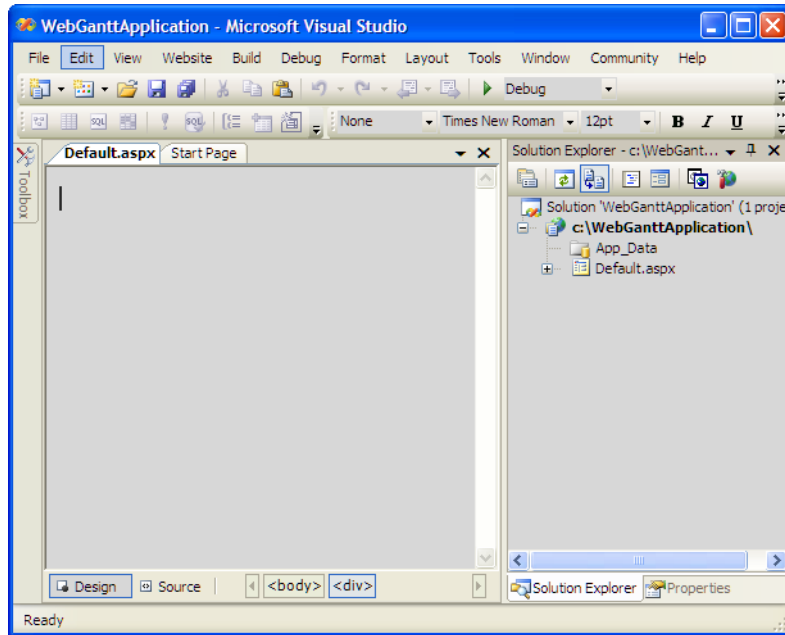 WebGanttApplication - Microsoft Visual Studio
File Edit View Website Build Debug Format Layout Tools Window Community Help
Debug
SQL SQL None Times New Roman 12pt B I U
Toolbox
Default.aspx Start Page
Solution Explorer - c:\WebGant...
Solution 'WebGanttApplication' (1 proje
c:\WebGanttApplication\
App_Data
Default.aspx
Design Source <body> <div>
Solution Explorer Properties
Ready